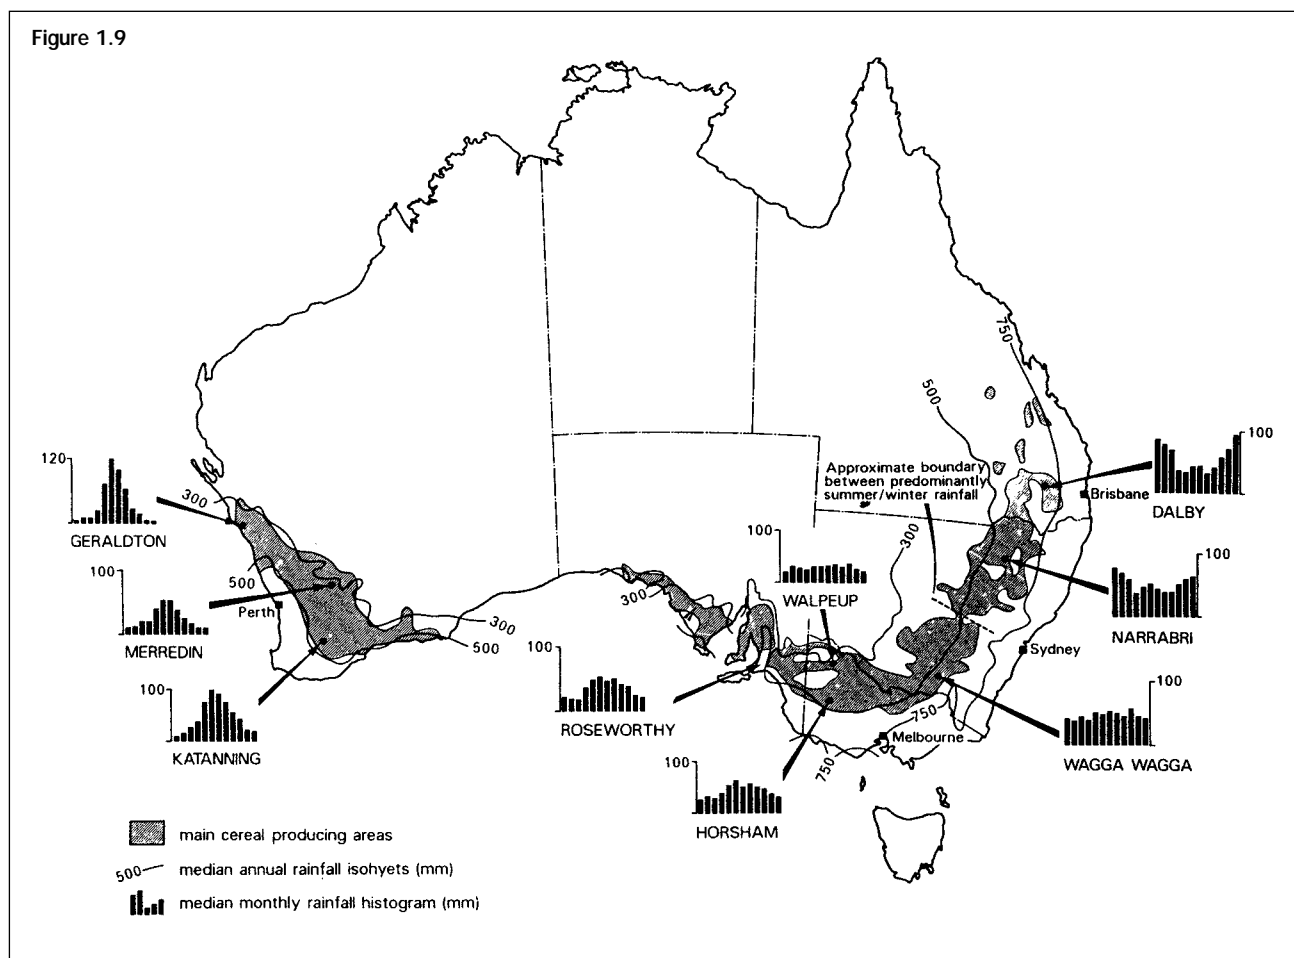 Figure 1.9
750
500
100
Approximate boundary
between predominantly
summer/winter rainfall
Brisbane
DALBY
120
300
GERALDTON
100
500
Perth
MERREDIN
300
500
100
KATANNING
300
100
WALPEUP
300
100
NARRABRI
Sydney
100
ROSEWORTHY
100
WAGGA WAGGA
750
Melbourne
750
100
HORSHAM
main cereal producing areas
500 median annual rainfall isohyets (mm)
median monthly rainfall histogram (mm)